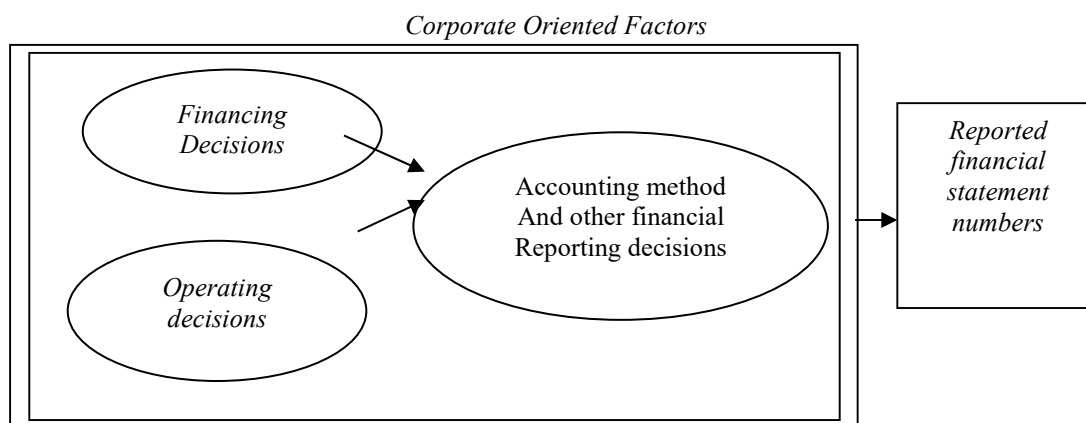 Corporate Oriented Factors
Financing
Decisions
Operating
decisions
Accounting method
And other financial
Reporting decisions
Reported
financial
statement
numbers